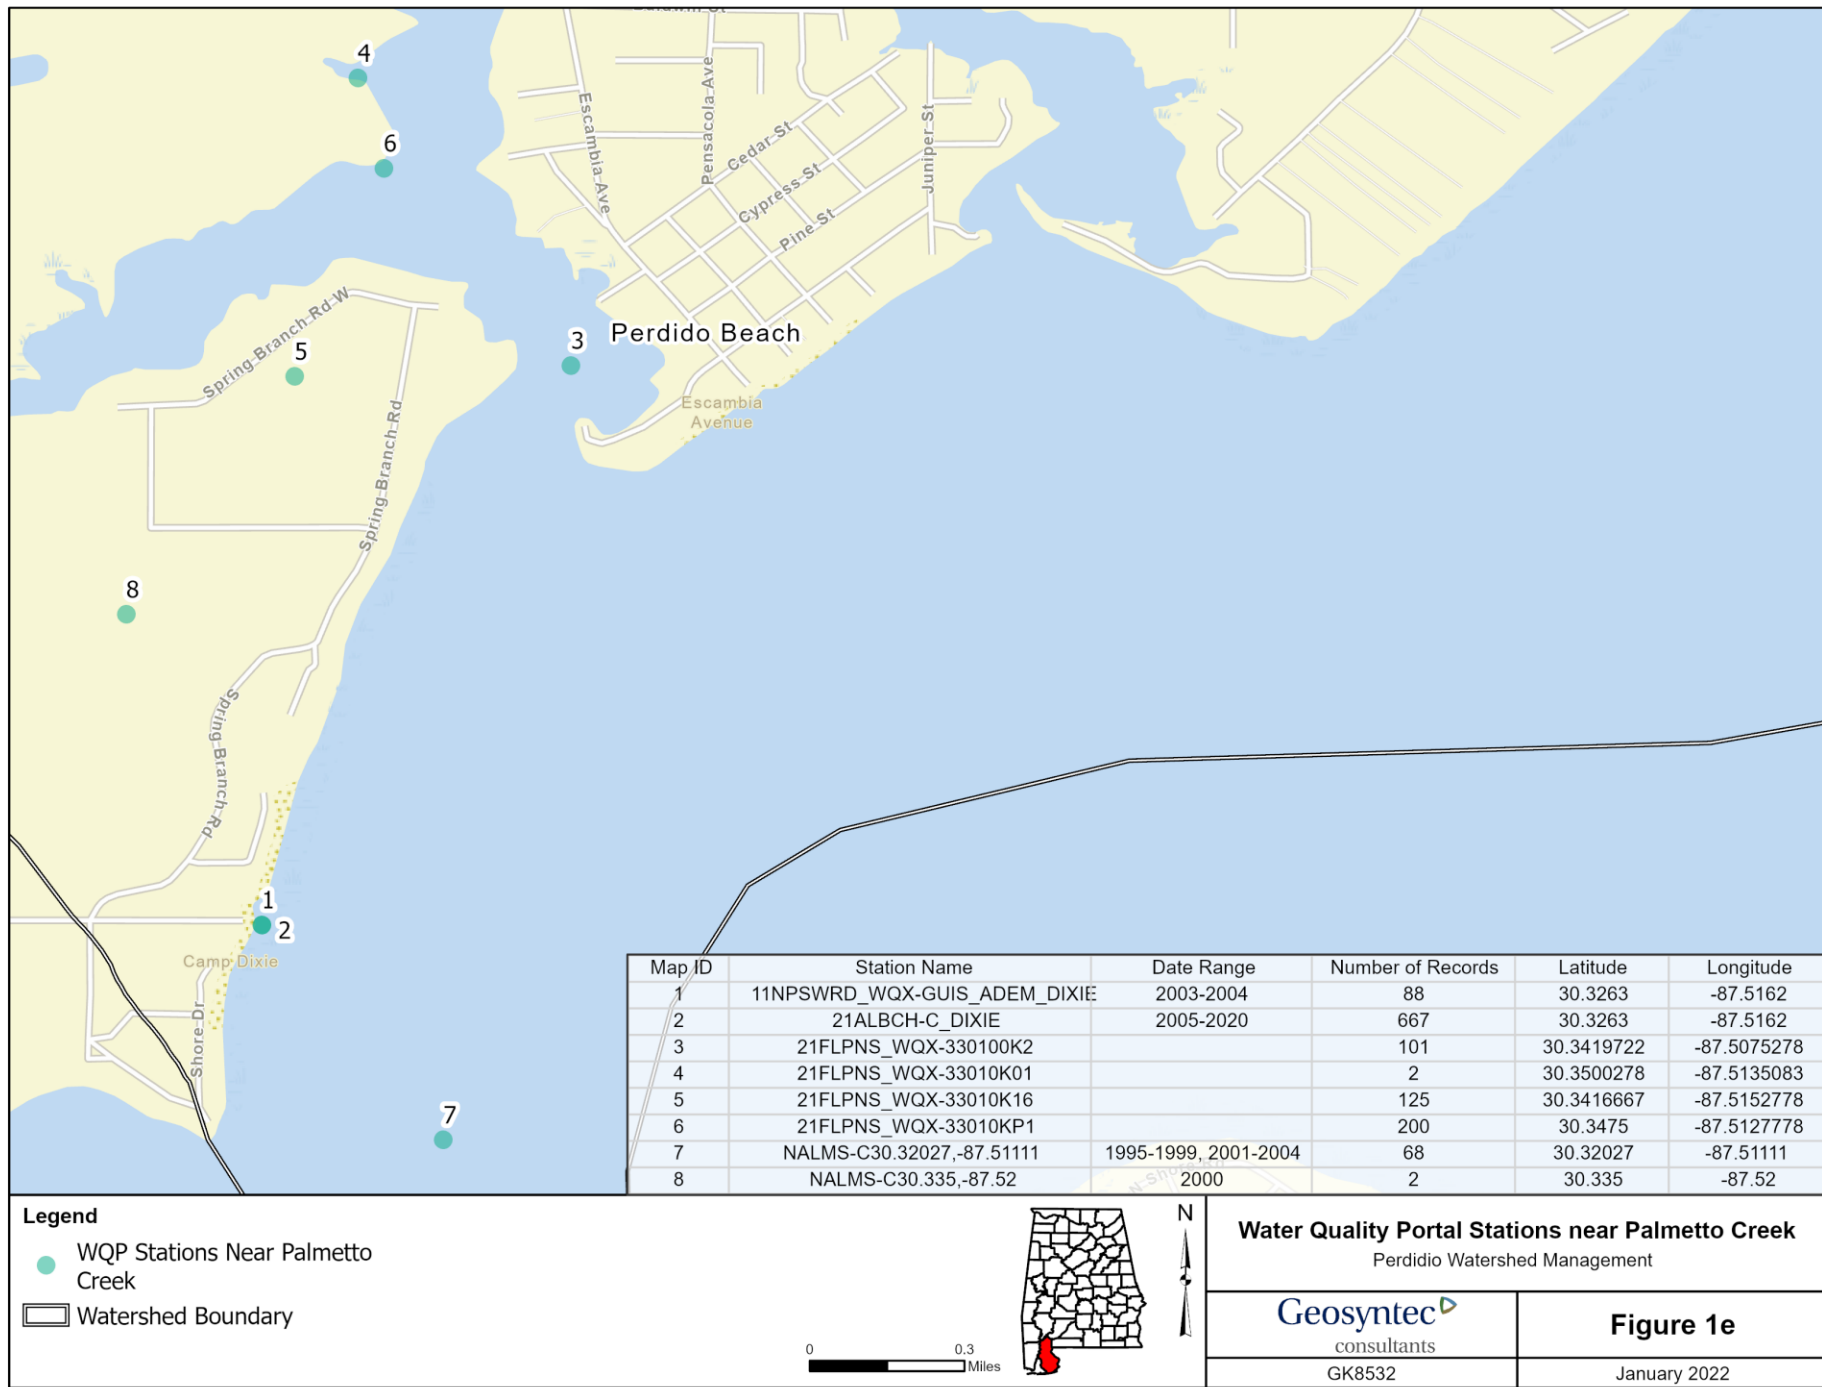 Baldwin St
4
6
Escambia Ave
Pensacola Ave
Cedar St
Cypress St
Pine St
Juniper St
Spring Branch Rd W
5
3
Perdido Beach
Escambia
Avenue
Spring Branch Rd
8
Spring Branch Rd
1
2
Camp Dixie
Shore Dr
7
N Shore Rd
Map ID Station Name Date Range Number of Records Latitude Longitude
1 11NPSWRD_WQX-GUIS_ADEM_DIXIE 2003-2004 88 30.3263 -87.5162
2 21ALBCH-C_DIXIE 2005-2020 667 30.3263 -87.5162
3 21FLPNS_WQX-330100K2 101 30.3419722 -87.5075278
4 21FLPNS_WQX-33010K01 2 30.3500278 -87.5135083
5 21FLPNS_WQX-33010K16 125 30.3416667 -87.5152778
6 21FLPNS_WQX-33010KP1 200 30.3475 -87.5127778
7 NALMS-C30.32027,-87.51111 1995-1999, 2001-2004 68 30.32027 -87.51111
8 NALMS-C30.335,-87.52 2000 2 30.335 -87.52
Legend
WQP Stations Near Palmetto
Creek
Watershed Boundary
0 0.3
Miles
N
Water Quality Portal Stations near Palmetto Creek
Perdidio Watershed Management
Geosyntec
consultants
GK8532
Figure 1e
January 2022